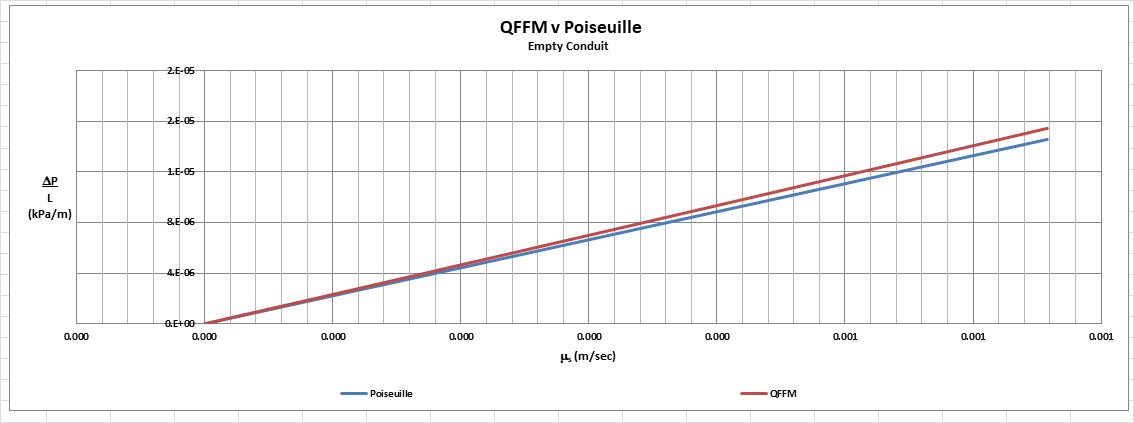 QFFM v Poiseuille
Empty Conduit
2.E-05
2.E-05
1.E-05
8.E-06
4.E-06
0.E+00
ΔP
L
(kPa/m)
0.000 0.000 0.000 0.000 0.000 0.000 0.001 0.001 0.001
μs (m/sec)
Poiseuille QFFM